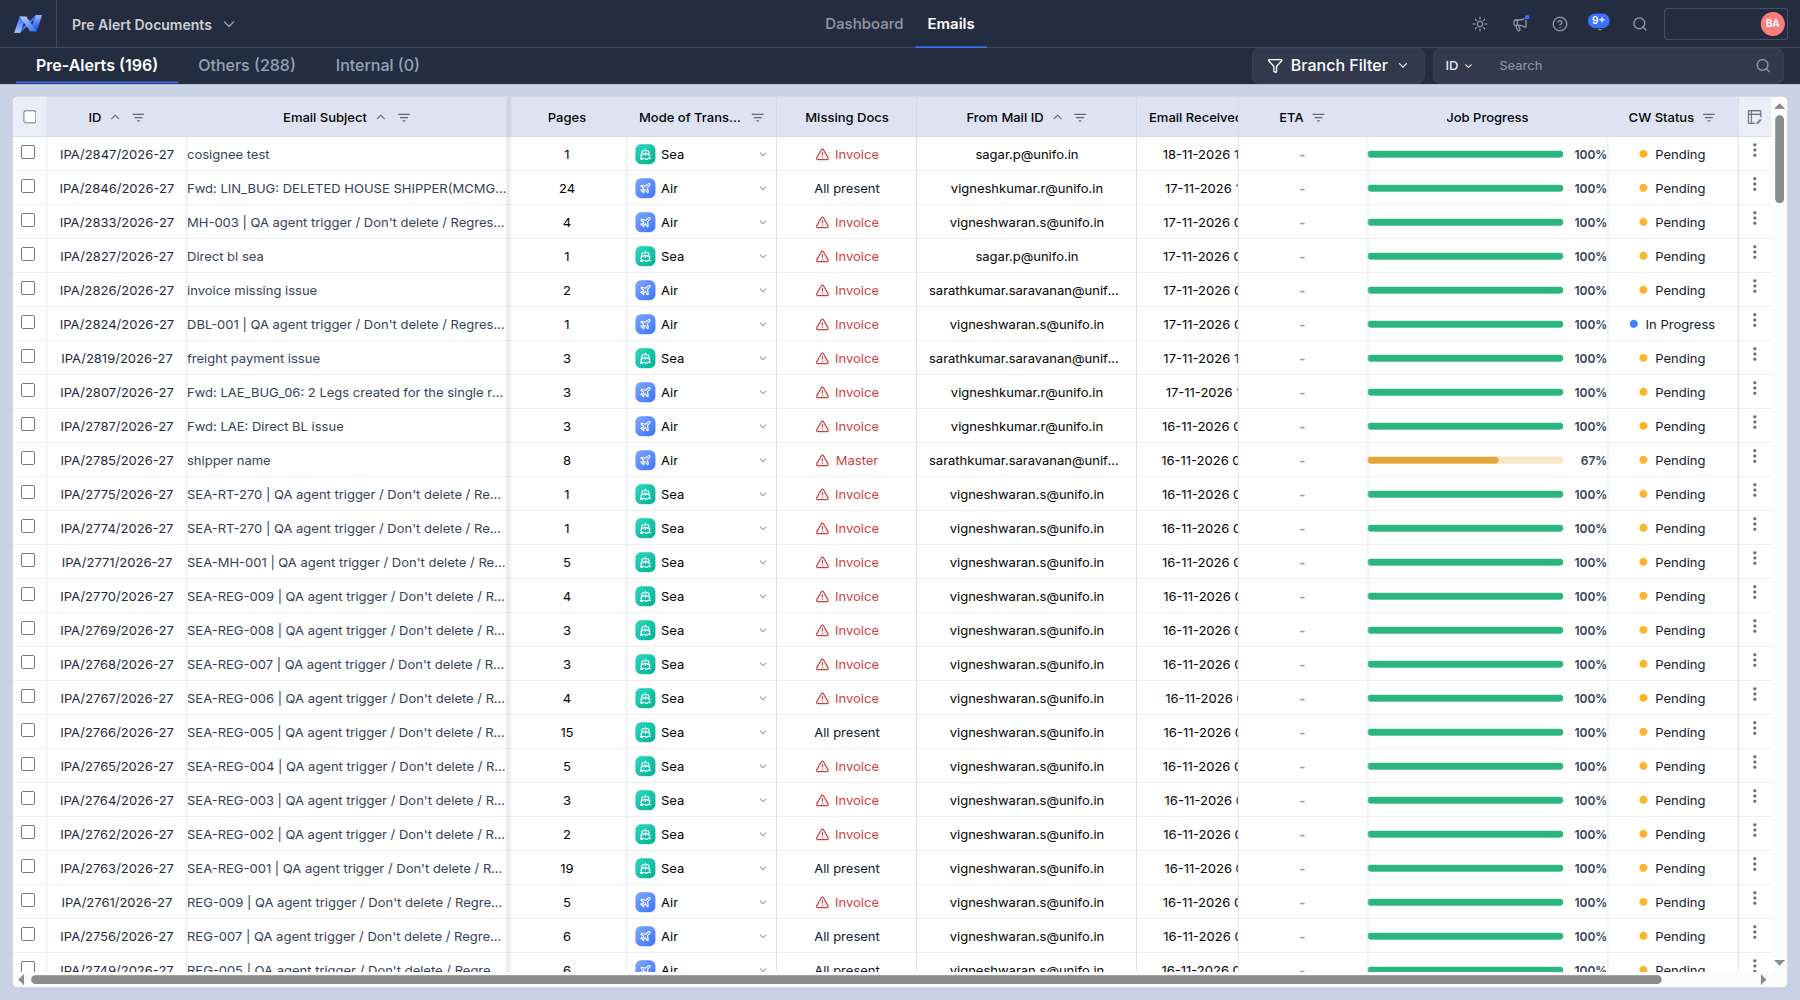 Pre Alert Documents Dashboard Emails 9+ BA
Pre-Alerts (196) Others (288) Internal (0) Branch Filter ID Search
ID Email Subject Pages Mode of Trans... Missing Docs From Mail ID Email Received ETA Job Progress CW Status
IPA/2847/2026-27 cosignee test 1 Sea Invoice sagar.p@unifo.in 18-11-2026 1 - 100% Pending
IPA/2846/2026-27 Fwd: LIN_BUG: DELETED HOUSE SHIPPER(MCMG... 24 Air All present vigneshkumar.r@unifo.in 17-11-2026 - 100% Pending
IPA/2833/2026-27 MH-003 | QA agent trigger / Don't delete / Regres... 4 Air Invoice vigneshwaran.s@unifo.in 17-11-2026 - 100% Pending
IPA/2827/2026-27 Direct bl sea 1 Sea Invoice sagar.p@unifo.in 17-11-2026 - 100% Pending
IPA/2826/2026-27 invoice missing issue 2 Air Invoice sarathkumar.saravanan@unif... 17-11-2026 - 100% Pending
IPA/2824/2026-27 DBL-001 | QA agent trigger / Don't delete / Regres... 1 Air Invoice vigneshwaran.s@unifo.in 17-11-2026 - 100% In Progress
IPA/2819/2026-27 freight payment issue 3 Sea Invoice sarathkumar.saravanan@unif... 17-11-2026 1 - 100% Pending
IPA/2807/2026-27 Fwd: LAE_BUG_06: 2 Legs created for the single r... 3 Air Invoice vigneshkumar.r@unifo.in 17-11-2026 - 100% Pending
IPA/2787/2026-27 Fwd: LAE: Direct BL issue 3 Air Invoice vigneshkumar.r@unifo.in 16-11-2026 - 100% Pending
IPA/2785/2026-27 shipper name 8 Air Master sarathkumar.saravanan@unif... 16-11-2026 - 67% Pending
IPA/2775/2026-27 SEA-RT-270 | QA agent trigger / Don't delete / Re... 1 Sea Invoice vigneshwaran.s@unifo.in 16-11-2026 - 100% Pending
IPA/2774/2026-27 SEA-RT-270 | QA agent trigger / Don't delete / Re... 1 Sea Invoice vigneshwaran.s@unifo.in 16-11-2026 - 100% Pending
IPA/2771/2026-27 SEA-MH-001 | QA agent trigger / Don't delete / Re... 5 Sea Invoice vigneshwaran.s@unifo.in 16-11-2026 - 100% Pending
IPA/2770/2026-27 SEA-REG-009 | QA agent trigger / Don't delete / R... 4 Sea Invoice vigneshwaran.s@unifo.in 16-11-2026 - 100% Pending
IPA/2769/2026-27 SEA-REG-008 | QA agent trigger / Don't delete / R... 3 Sea Invoice vigneshwaran.s@unifo.in 16-11-2026 - 100% Pending
IPA/2768/2026-27 SEA-REG-007 | QA agent trigger / Don't delete / R... 3 Sea Invoice vigneshwaran.s@unifo.in 16-11-2026 - 100% Pending
IPA/2767/2026-27 SEA-REG-006 | QA agent trigger / Don't delete / R... 4 Sea Invoice vigneshwaran.s@unifo.in 16-11-2026 - 100% Pending
IPA/2766/2026-27 SEA-REG-005 | QA agent trigger / Don't delete / R... 15 Sea All present vigneshwaran.s@unifo.in 16-11-2026 - 100% Pending
IPA/2765/2026-27 SEA-REG-004 | QA agent trigger / Don't delete / R... 5 Sea Invoice vigneshwaran.s@unifo.in 16-11-2026 - 100% Pending
IPA/2764/2026-27 SEA-REG-003 | QA agent trigger / Don't delete / R... 3 Sea Invoice vigneshwaran.s@unifo.in 16-11-2026 - 100% Pending
IPA/2762/2026-27 SEA-REG-002 | QA agent trigger / Don't delete / R... 2 Sea Invoice vigneshwaran.s@unifo.in 16-11-2026 - 100% Pending
IPA/2763/2026-27 SEA-REG-001 | QA agent trigger / Don't delete / R... 19 Sea All present vigneshwaran.s@unifo.in 16-11-2026 - 100% Pending
IPA/2761/2026-27 REG-009 | QA agent trigger / Don't delete / Regre... 5 Air Invoice vigneshwaran.s@unifo.in 16-11-2026 - 100% Pending
IPA/2756/2026-27 REG-007 | QA agent trigger / Don't delete / Regre... 6 Air All present vigneshwaran.s@unifo.in 16-11-2026 - 100% Pending
IPA/2749/2026-27 REG-005 | QA agent trigger / Don't delete / Regre... 6 Air All present vigneshwaran.s@unifo.in 16-11-2026 - 100% Pending